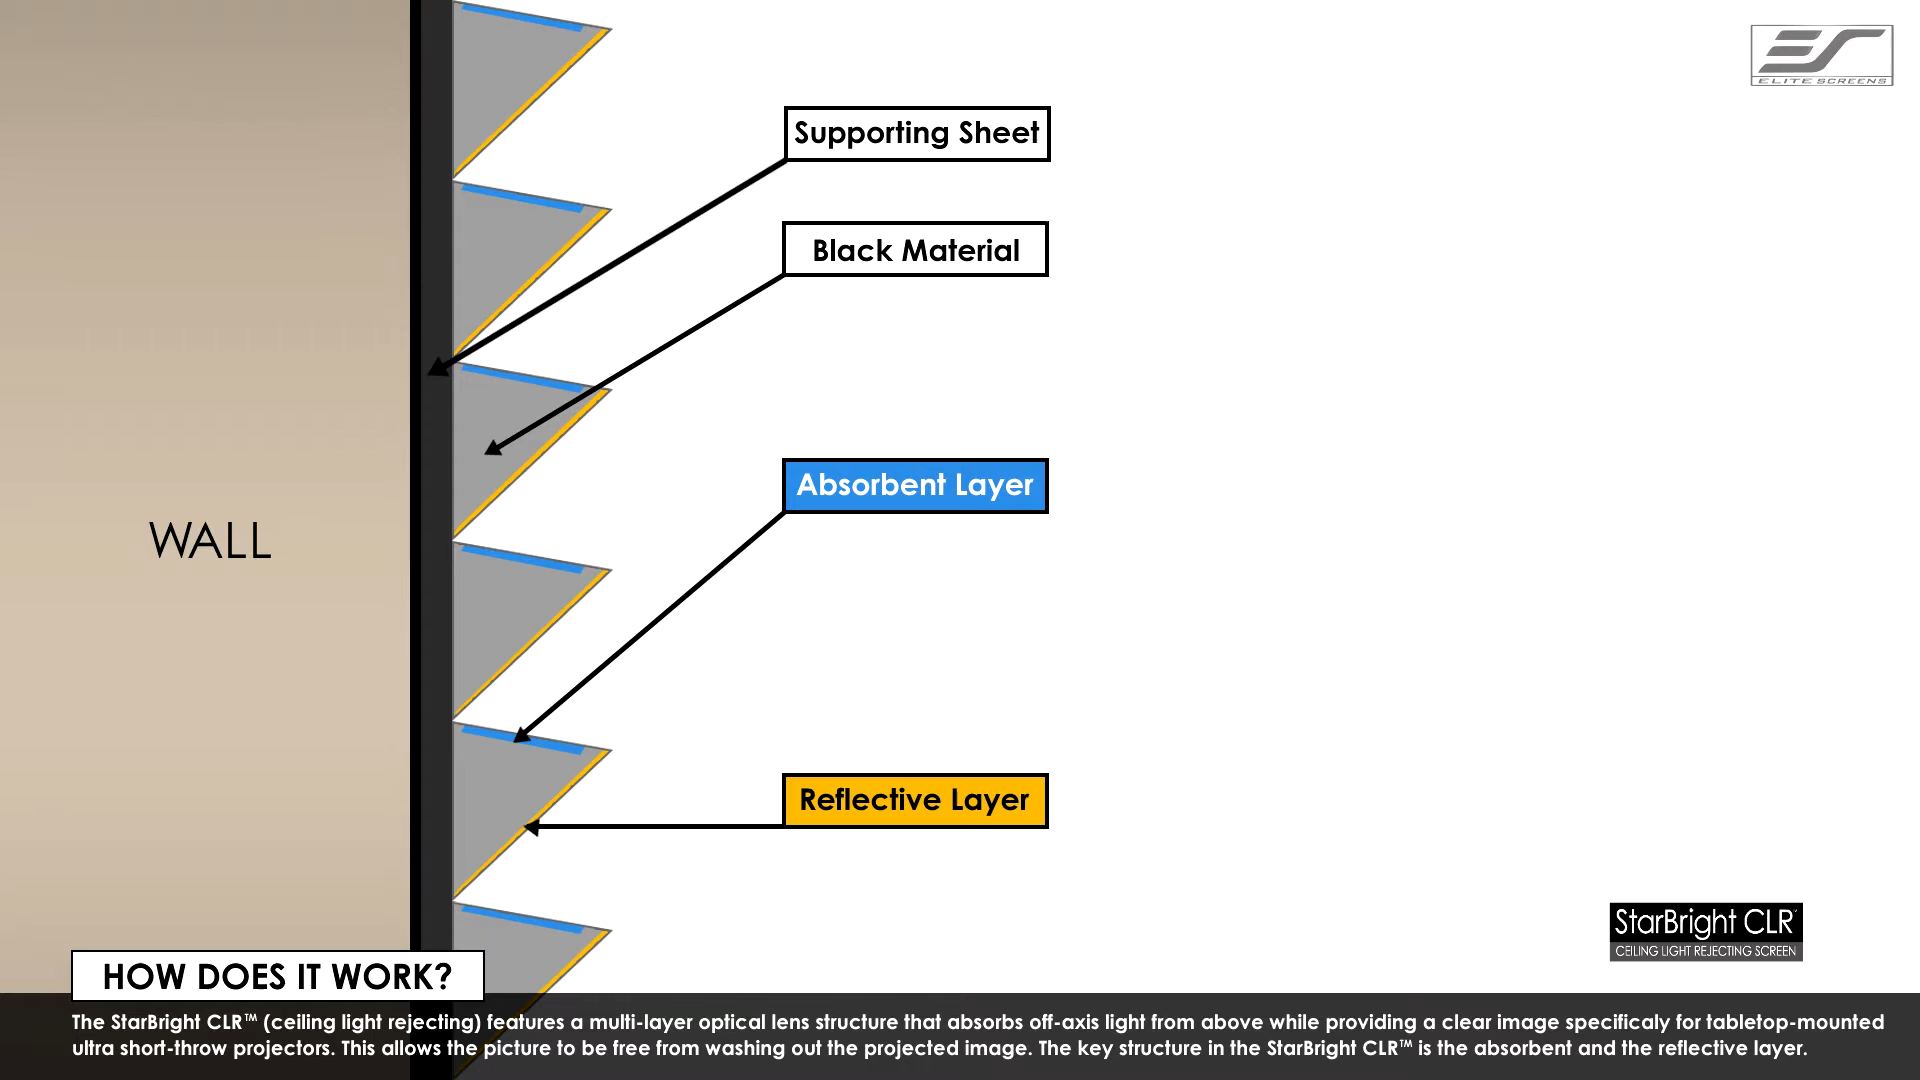 ELITE SCREENS
Supporting Sheet
Black Material
Absorbent Layer
WALL
Reflective Layer
StarBright CLR™
CEILING LIGHT REJECTING SCREEN
HOW DOES IT WORK?
The StarBright CLR™ (ceiling light rejecting) features a multi-layer optical lens structure that absorbs off-axis light from above while providing a clear image specificaly for tabletop-mounted
ultra short-throw projectors. This allows the picture to be free from washing out the projected image. The key structure in the StarBright CLR™ is the absorbent and the reflective layer.